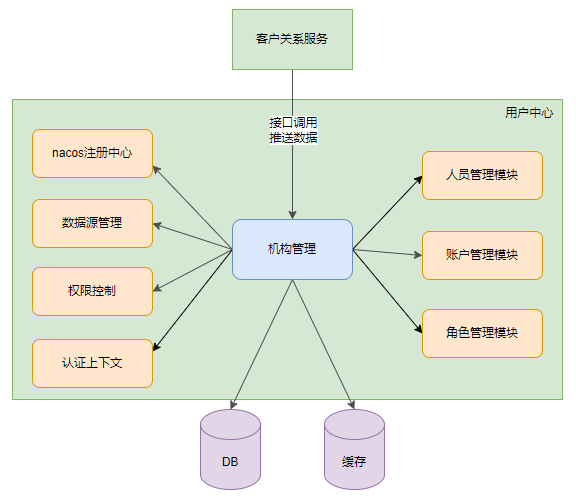 客户关系服务
接口调用
推送数据
用户中心
nacos注册中心
数据源管理
权限控制
认证上下文
机构管理
人员管理模块
账户管理模块
角色管理模块
DB
缓存